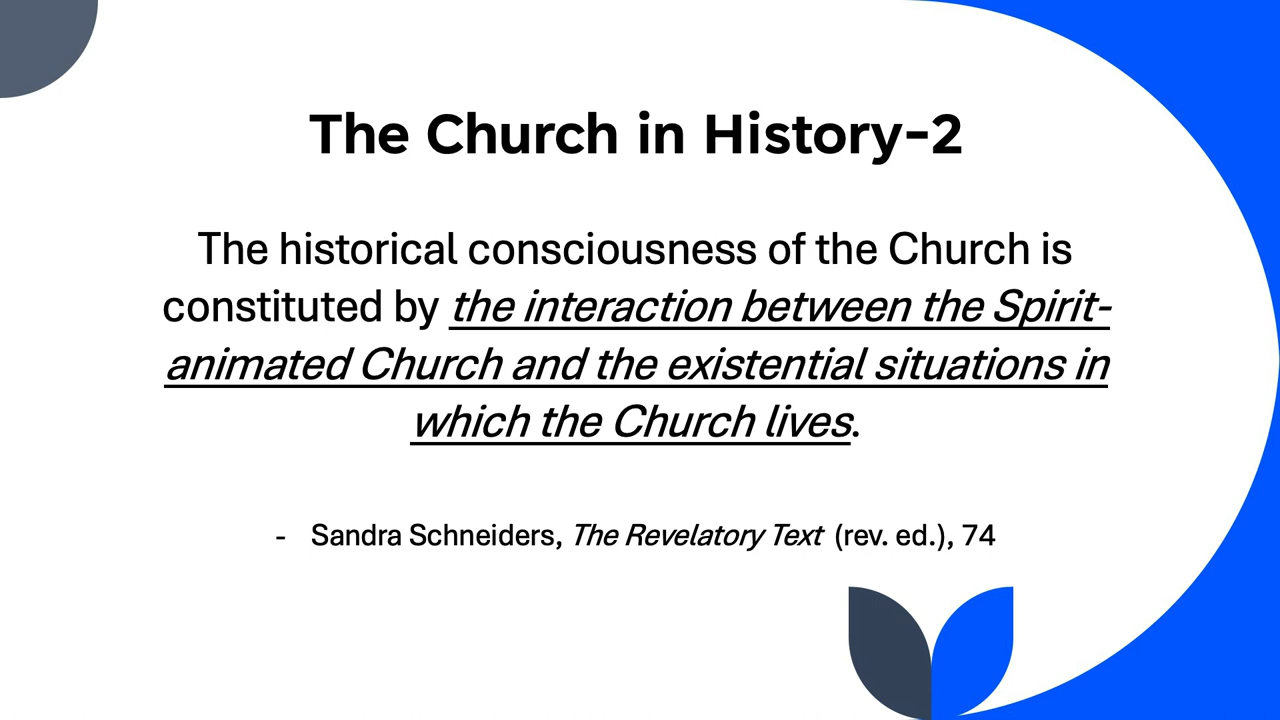 The Church in History-2
The historical consciousness of the Church is
constituted by the interaction between the Spirit-
animated Church and the existential situations in
which the Church lives.
- Sandra Schneiders, The Revelatory Text (rev. ed.), 74